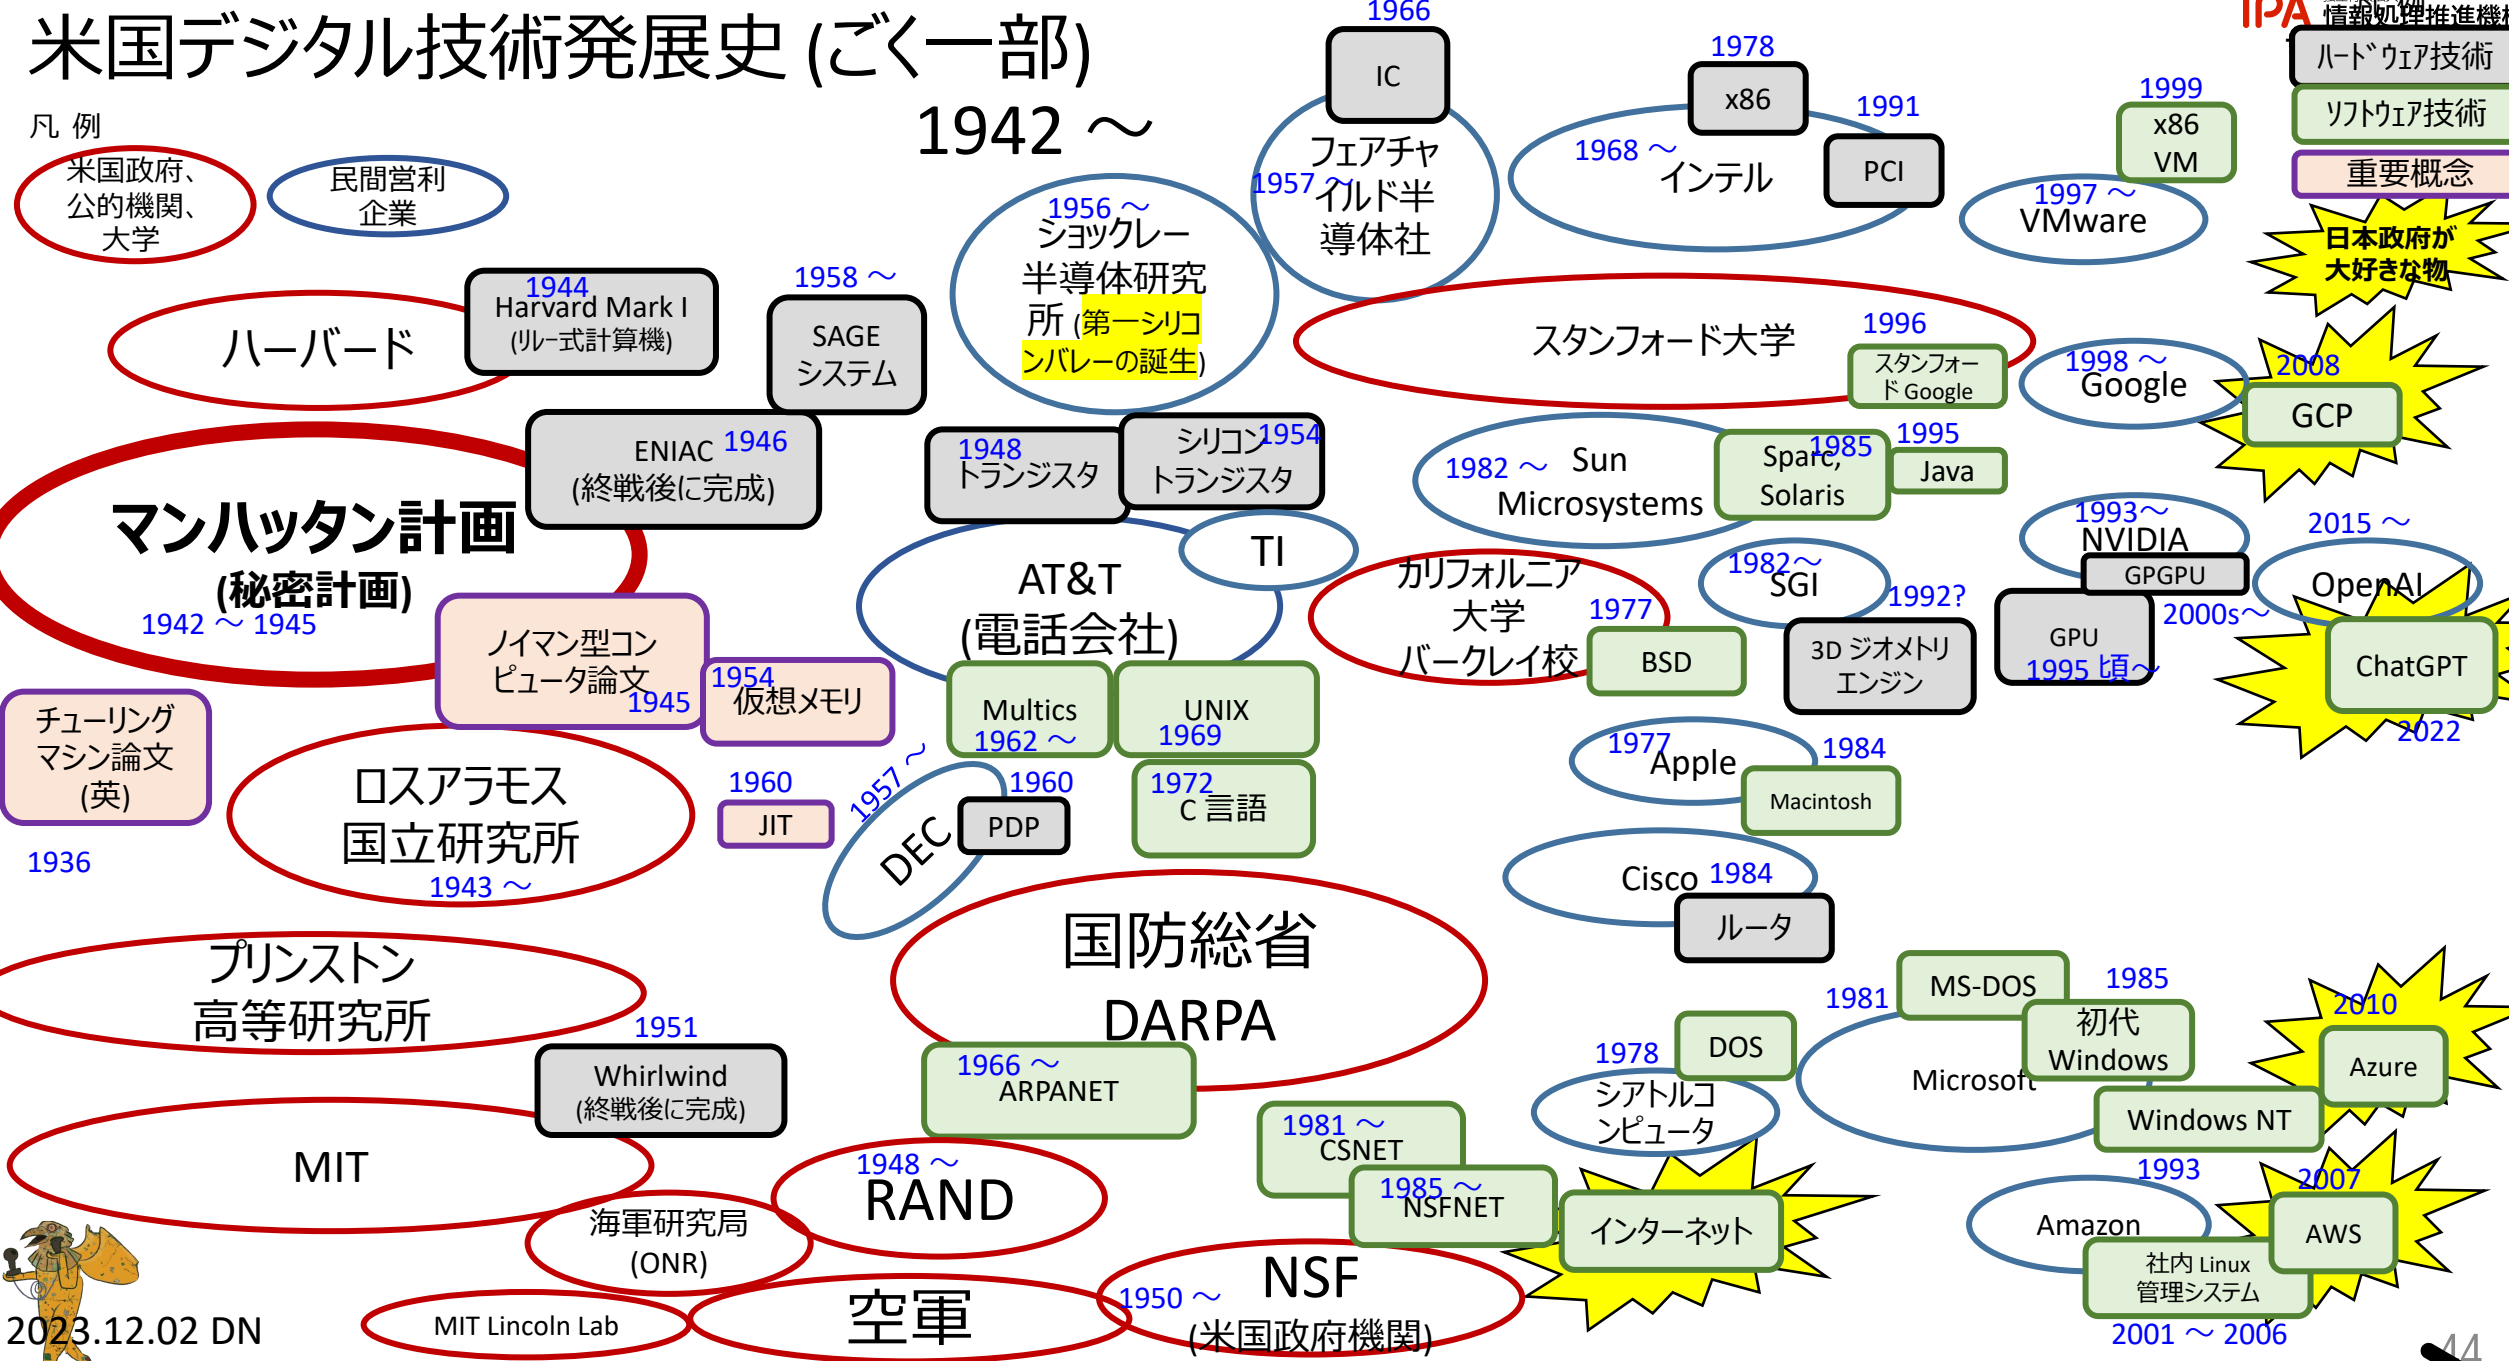 米国デジタル技術発展史 (ごく一部)
1942 ～
IPA
情報処理推進機構
凡 例
米国政府、
公的機関、
大学
民間営利
企業
ハードウェア技術
ソフトウェア技術
重要概念
日本政府が
大好きな物
1966
IC
1957 ～
フェアチャ
イルド半
導体社
1978
x86
1991
PCI
1968 ～
インテル
1999
x86
VM
1997 ～
VMware
1956 ～
ショックレー
半導体研究
所 (第一シリコ
ンバレーの誕生)
ハーバード
1944
Harvard Mark I
(リレー式計算機)
1958 ～
SAGE
システム
スタンフォード大学
1996
スタンフォー
ド Google
1998 ～
Google
2008
GCP
ENIAC 1946
(終戦後に完成)
1948
トランジスタ
1954
シリコン
トランジスタ
1982 ～
Sun
Microsystems
1985
Sparc,
Solaris
1995
Java
マンハッタン計画
(秘密計画)
1942 ～ 1945
AT&T
(電話会社)
TI
カリフォルニア
大学
バークレイ校
1977
BSD
1982～
SGI
1992?
3D ジオメトリ
エンジン
1993～
NVIDIA
GPGPU
2000s～
GPU
1995 頃～
2015 ～
OpenAI
ChatGPT
2022
ノイマン型コン
ピュータ論文
1945
1954
仮想メモリ
Multics
1962 ～
UNIX
1969
チューリング
マシン論文
(英)
1936
ロスアラモス
国立研究所
1943 ～
1960
JIT
1957 ～
DEC
1960
PDP
1972
C 言語
1977
Apple
1984
Macintosh
Cisco 1984
ルータ
プリンストン
高等研究所
国防総省
DARPA
1966 ～
ARPANET
1951
Whirlwind
(終戦後に完成)
MIT
1948 ～
RAND
海軍研究局
(ONR)
MIT Lincoln Lab
空軍
1950 ～
NSF
(米国政府機関)
1981 ～
CSNET
1985 ～
NSFNET
インターネット
1978
DOS
シアトルコ
ンピュータ
1981
MS-DOS
1985
初代
Windows
Microsoft
Windows NT
2010
Azure
1993
Amazon
社内 Linux
管理システム
2001 ～ 2006
2007
AWS
2023.12.02 DN
44